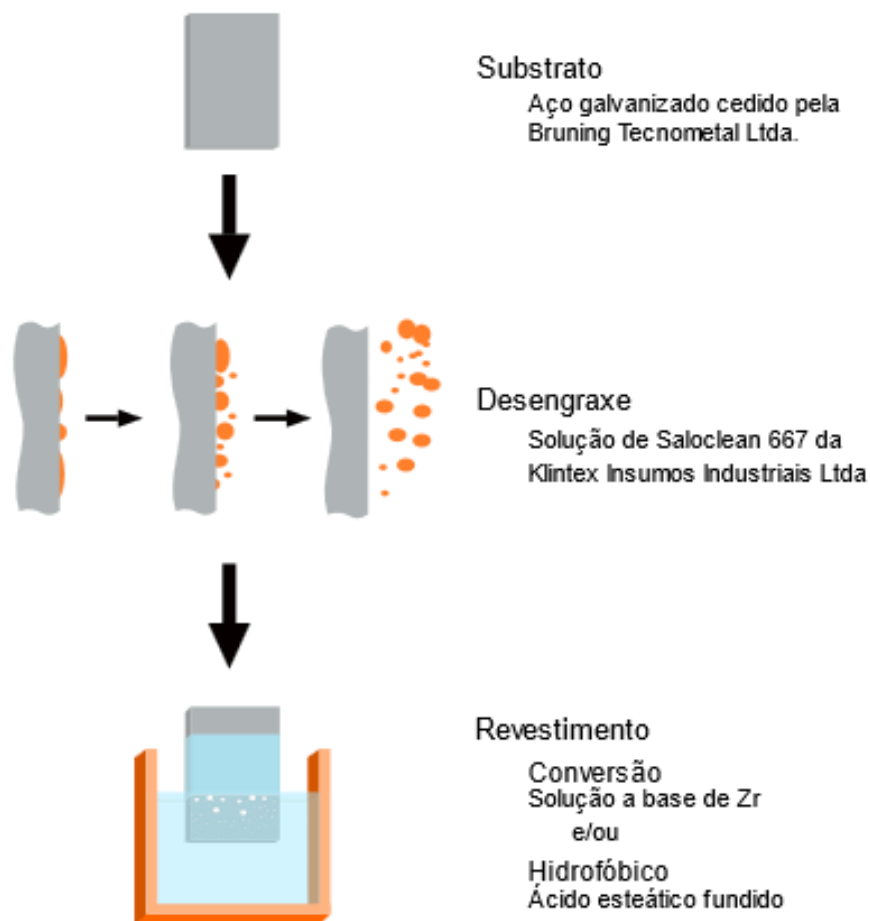 Substrato
Aço galvanizado cedido pela
Bruning Tecnometal Ltda.
Desengraxe
Solução de Saloclean 667 da
Klintex Insumos Industriais Ltda
Revestimento
Conversão
Solução a base de Zr
e/ou
Hidrofóbico
Ácido esteático fundido